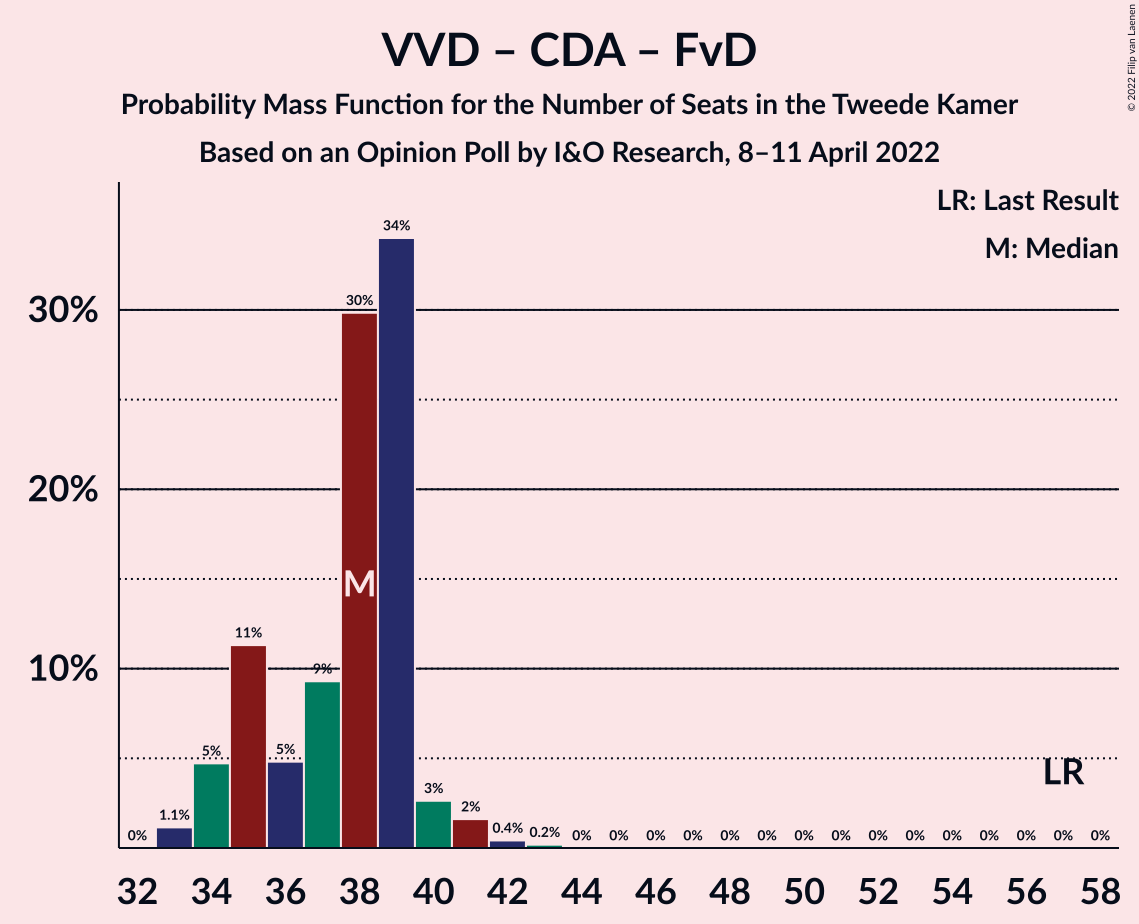 VVD – CDA – FvD
Probability Mass Function for the Number of Seats in the Tweede Kamer
Based on an Opinion Poll by I&O Research, 8–11 April 2022
© 2022 Filip van Laenen
LR: Last Result
M: Median
34%
30%
30%
20%
M
11%
10%
9%
5%
5%
LR
3%
2%
1.1%
0.4%
0.2%
0%
0% 0% 0% 0% 0% 0% 0% 0% 0% 0% 0% 0% 0% 0% 0%
32 34 36 38 40 42 44 46 48 50 52 54 56 58